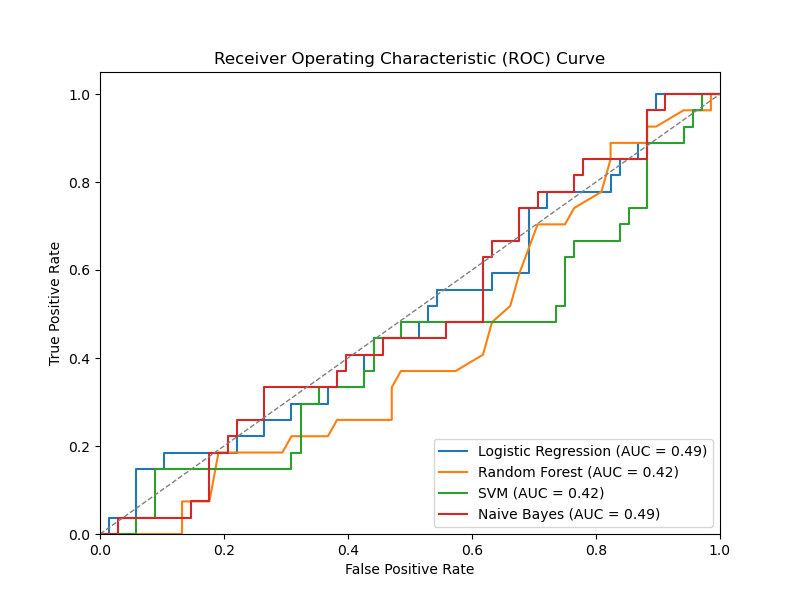 Receiver Operating Characteristic (ROC) Curve
True Positive Rate
1.0
0.8
0.6
0.4
0.2
0.0
Logistic Regression (AUC = 0.49)
Random Forest (AUC = 0.42)
SVM (AUC = 0.42)
Naive Bayes (AUC = 0.49)
0.0 0.2 0.4 0.6 0.8 1.0
False Positive Rate